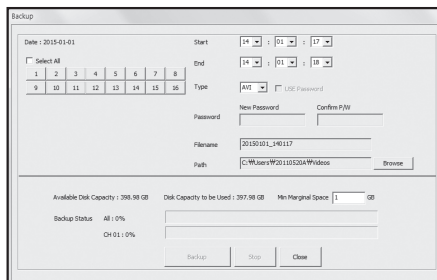 Backup
Date : 2015-01-01
Select All
1 2 3 4 5 6 7 8
9 10 11 12 13 14 15 16
Start 14 : 01 : 17
End 14 : 01 : 18
Type AVI USE Password
New Password Confirm P/W
Password
Filename 20150101_140117
Path C:₩Users₩20110520A₩Videos Browse
Available Disk Capacity : 398.98 GB Disk Capacity to be Used : 397.98 GB Min Marginal Space 1 GB
Backup Status All : 0%
CH 01 : 0%
Backup Stop Close